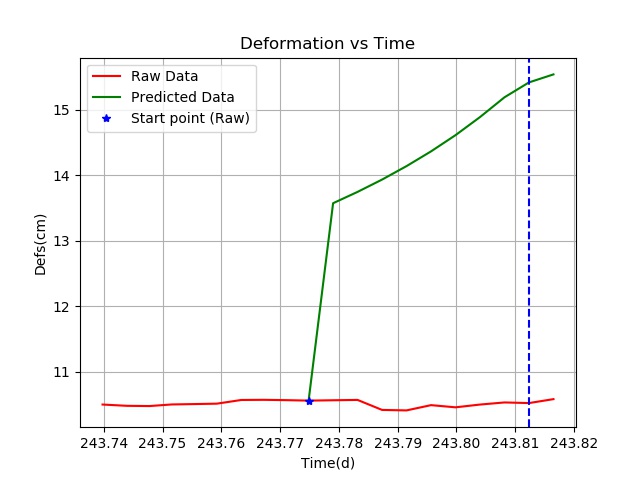 Deformation vs Time
Raw Data
Predicted Data
Start point (Raw)
Defs(cm)
15
14
13
12
11
243.74 243.75 243.76 243.77 243.78 243.79 243.80 243.81 243.82
Time(d)